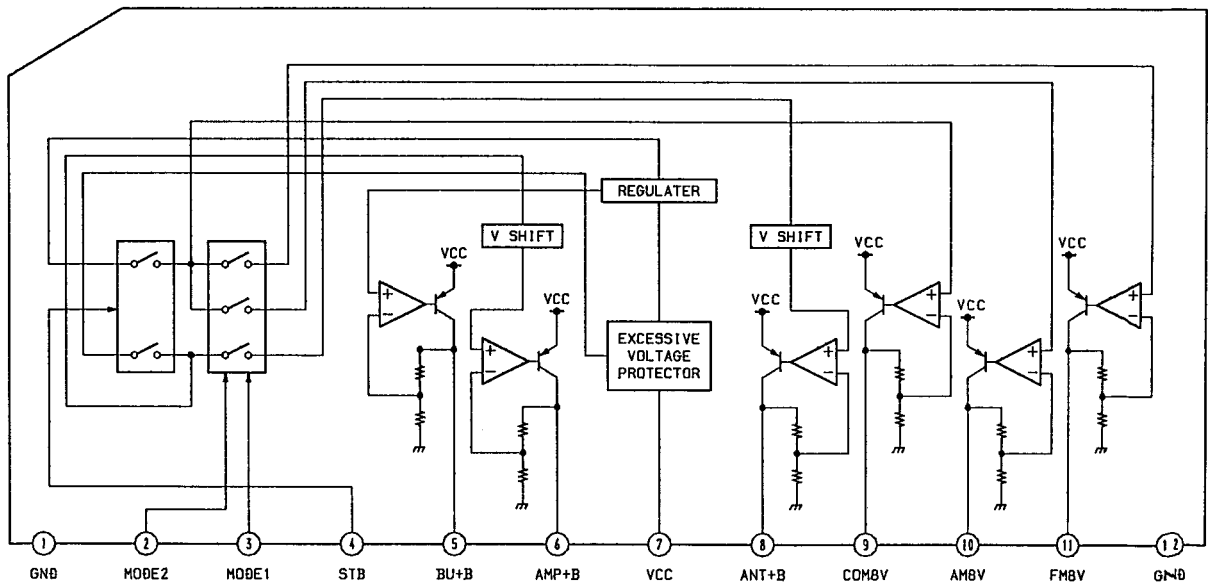 REGULATER
V SHIFT
V SHIFT
VCC
VCC
VCC
VCC
VCC
VCC
+
−
+
−
+
−
+
−
+
−
+
−
EXCESSIVE
VOLTAGE
PROTECTOR
1 2 3 4 5 6 7 8 9 10 11 12
GND MODE2 MODE1 STB BU+B AMP+B VCC ANT+B COM8V AM8V FM8V GND